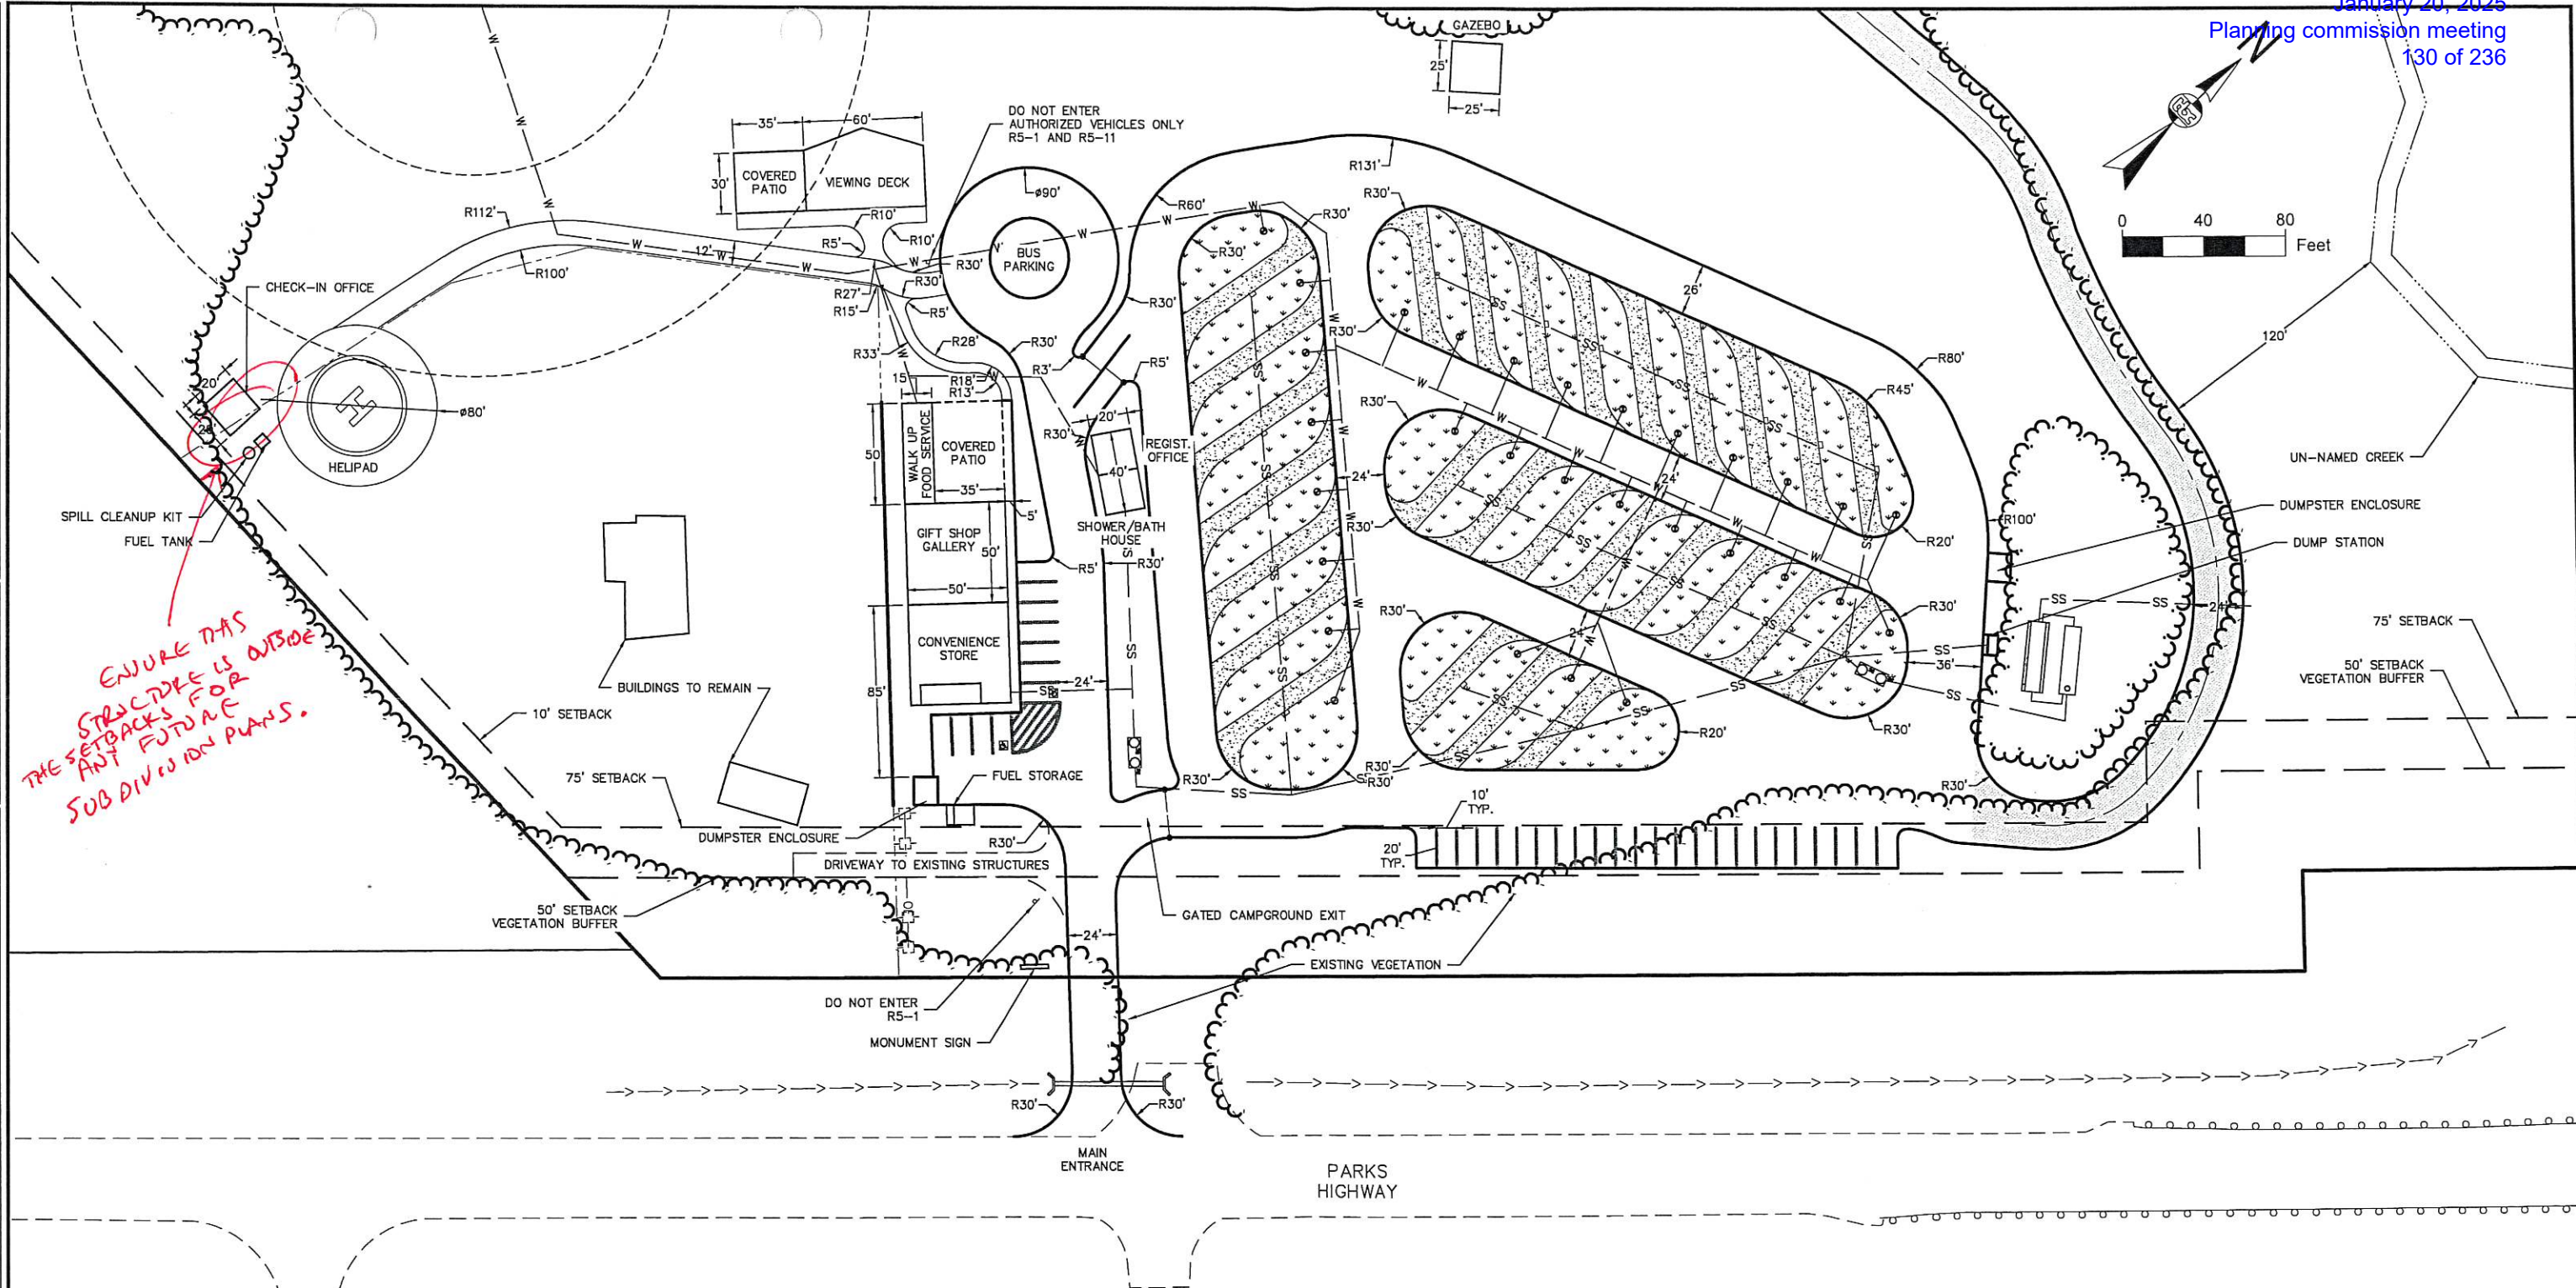 January 20, 2025
Planning commission meeting
130 of 236
N
0 40 80
Feet
GAZEBO
25'
25'
DO NOT ENTER
AUTHORIZED VEHICLES ONLY
R5-1 AND R5-11
35'
60'
30'
COVERED
PATIO
VIEWING DECK
R10'
R10'
R5'
R112'
R100'
12'
W
ø90'
BUS
PARKING
R60'
R131'
R30'
R30'
R30'
R30'
R30'
R30'
R27'
R15'
R5'
R33'
R28'
R30'
R3'
R5'
R18'
R13'
15
CHECK-IN OFFICE
20'
28'
H
HELIPAD
ø80'
SPILL CLEANUP KIT
FUEL TANK
ENSURE THAS
STRUCTURE IS OUTSIDE
THE SETBACKS FOR
ANY FUTURE
SUBDIVISION PLANS.
50'
WALK UP
FOOD SERVICE
COVERED
PATIO
35'
5'
GIFT SHOP
GALLERY
50'
50'
CONVENIENCE
STORE
85'
R5'
20'
R30'
REGIST.
OFFICE
40'
SHOWER/BATH
HOUSE
R30'
24'
SS
R30'
26'
R80'
R45'
24'
24'
R30'
R30'
R30'
R20'
R100'
R30'
R30'
24'
R20'
R30'
R30'
R30'
36'
R30'
24'
120'
UN-NAMED CREEK
DUMPSTER ENCLOSURE
DUMP STATION
75' SETBACK
50' SETBACK
VEGETATION BUFFER
BUILDINGS TO REMAIN
10' SETBACK
75' SETBACK
FUEL STORAGE
DUMPSTER ENCLOSURE
R30'
DRIVEWAY TO EXISTING STRUCTURES
10'
TYP.
20'
TYP.
50' SETBACK
VEGETATION BUFFER
24'
GATED CAMPGROUND EXIT
EXISTING VEGETATION
DO NOT ENTER
R5-1
MONUMENT SIGN
R30'
R30'
MAIN
ENTRANCE
PARKS
HIGHWAY